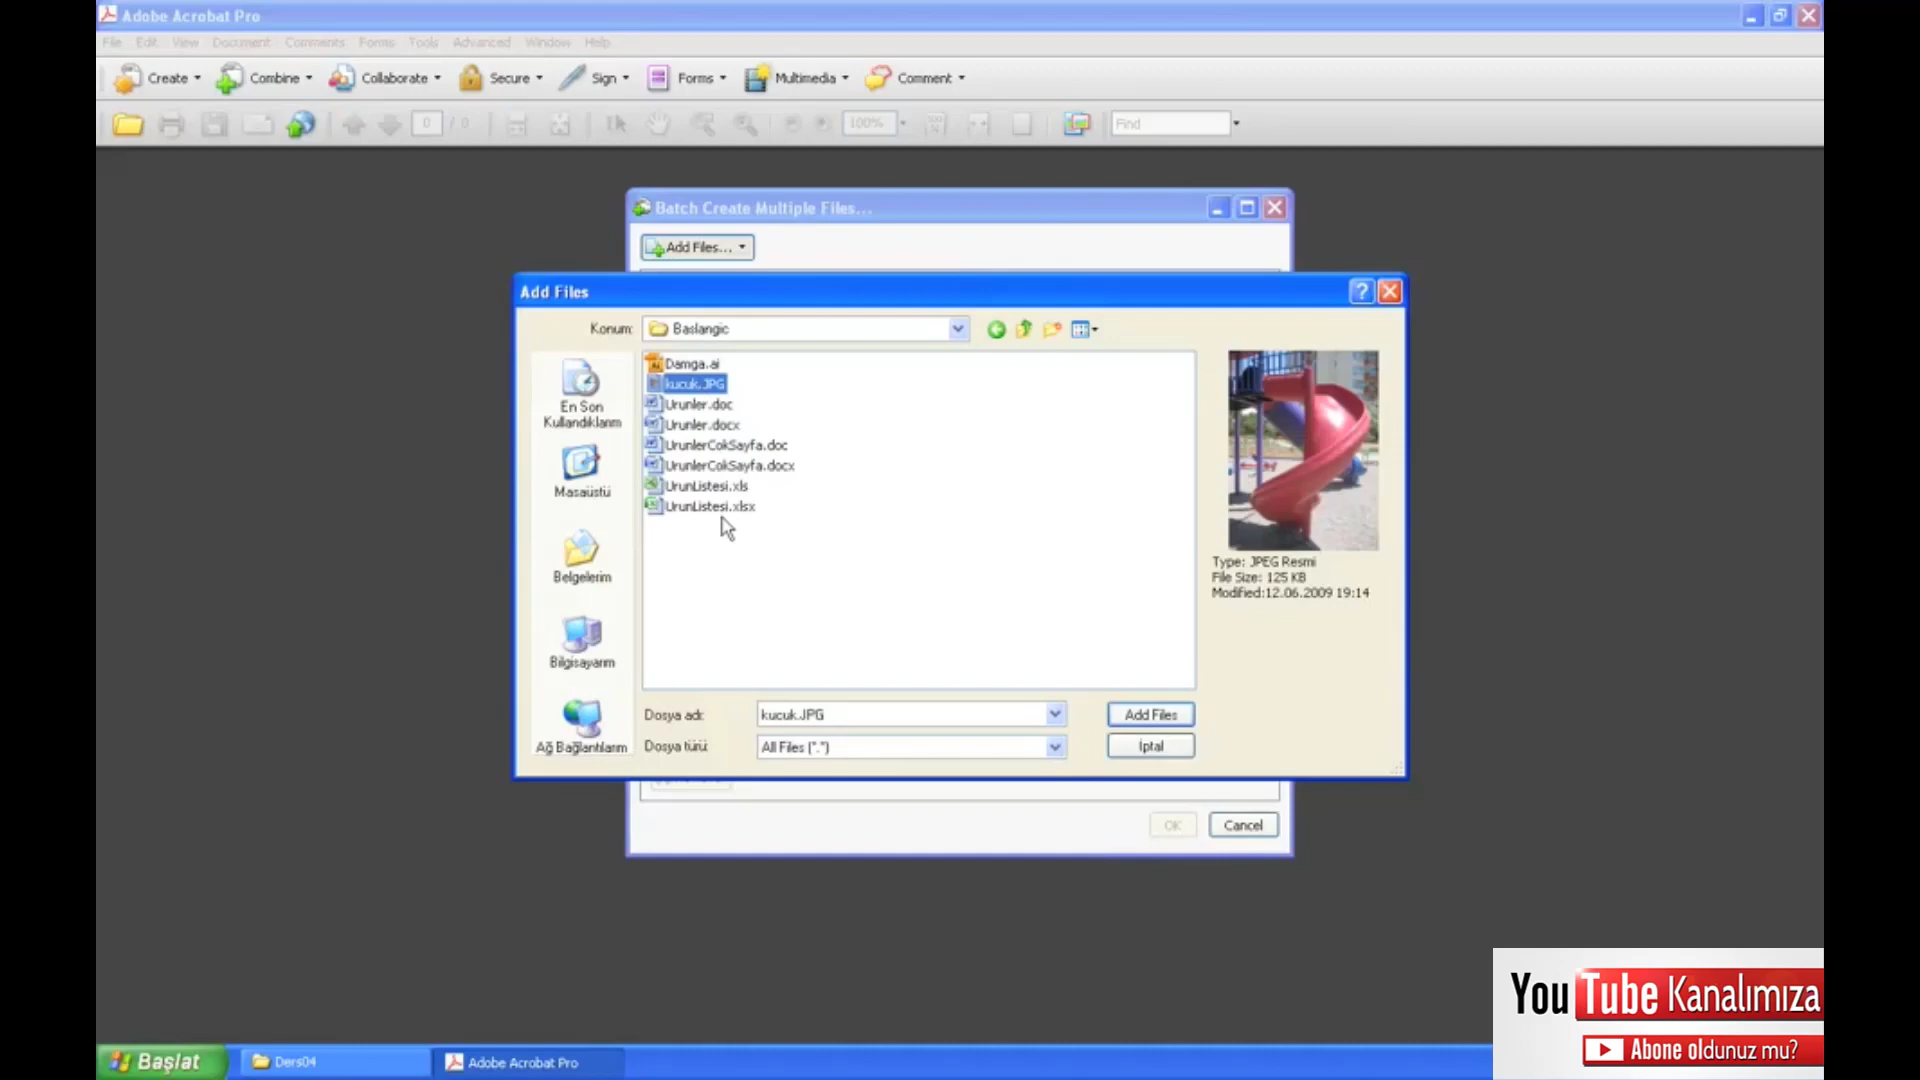 Adobe Acrobat Pro
File Edit View Document Comments Forms Tools Advanced Window Help
Create Combine Collaborate Secure Sign Forms Multimedia Comment
0 / 0 100% Find
Batch Create Multiple Files...
Add Files...
Add Files
Konum: Baslangic
En Son Kullandıklarım
Masaüstü
Belgelerim
Bilgisayarım
Ağ Bağlantılarım
Damga.ai
kucuk.JPG
Urunler.doc
Urunler.docx
UrunlerCokSayfa.doc
UrunlerCokSayfa.docx
UrunListesi.xls
UrunListesi.xlsx
Type: JPEG Resmi
File Size: 125 KB
Modified:12.06.2009 19:14
Dosya adı: kucuk.JPG Add Files
Dosya türü: All Files (*.*) İptal
OK Cancel
Başlat Ders04 Adobe Acrobat Pro
YouTube Kanalımıza
Abone oldunuz mu?